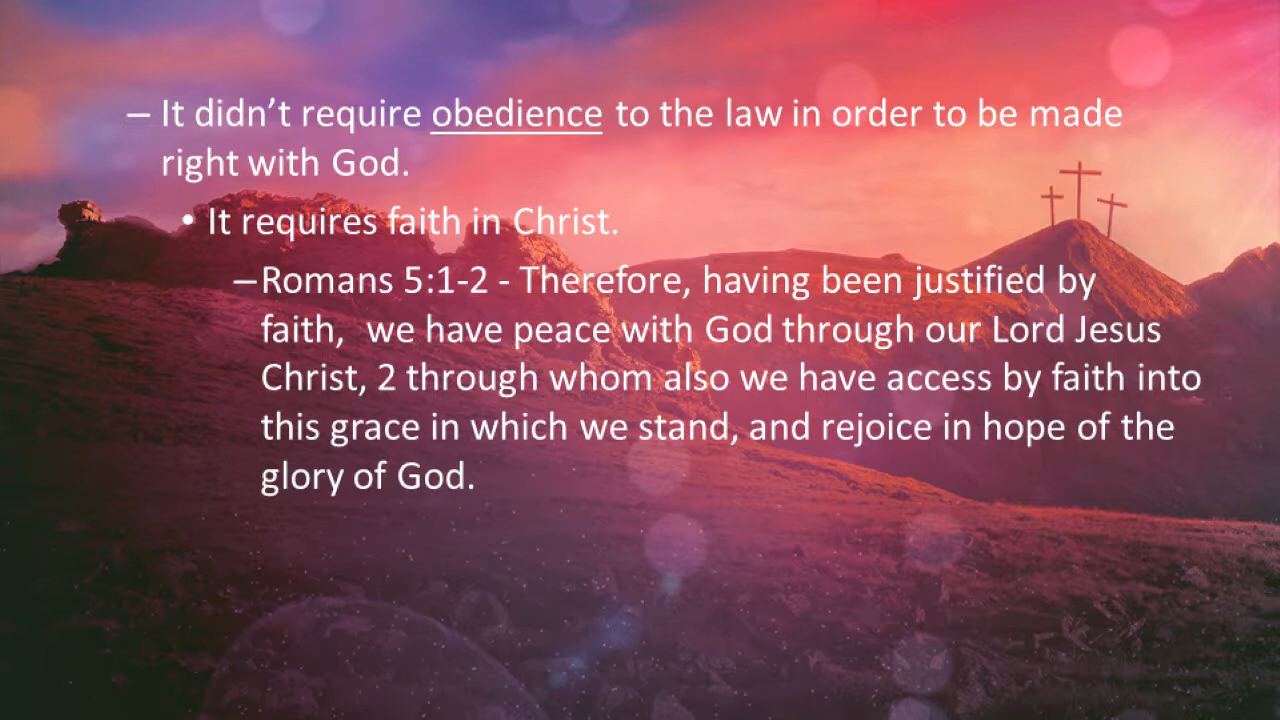 – It didn’t require obedience to the law in order to be made
right with God.
• It requires faith in Christ.
–Romans 5:1-2 - Therefore, having been justified by
faith,  we have peace with God through our Lord Jesus
Christ, 2 through whom also we have access by faith into
this grace in which we stand, and rejoice in hope of the
glory of God.